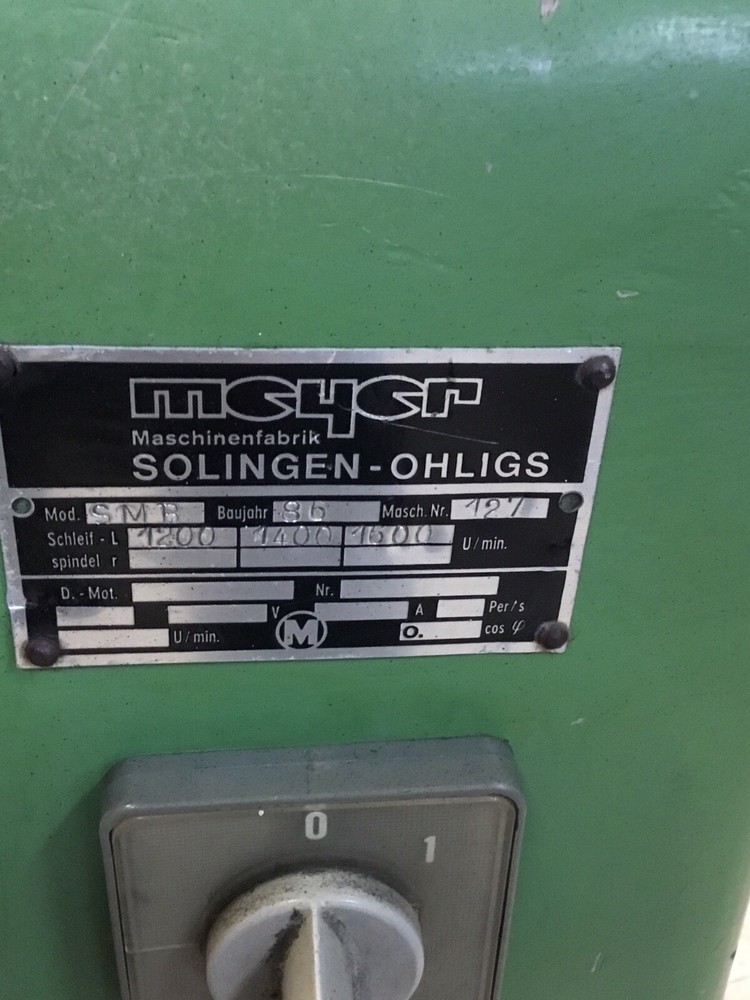 meyer
Maschinenfabrik
SOLINGEN-OHLIGS
Mod. SMB Baujahr 86 Masch. Nr. 127
Schleif - L 1200 1400 1600 U/min.
spindel r
D.-Mot. Nr.
V A Per/s
U/min. M 0. cos φ
0 1